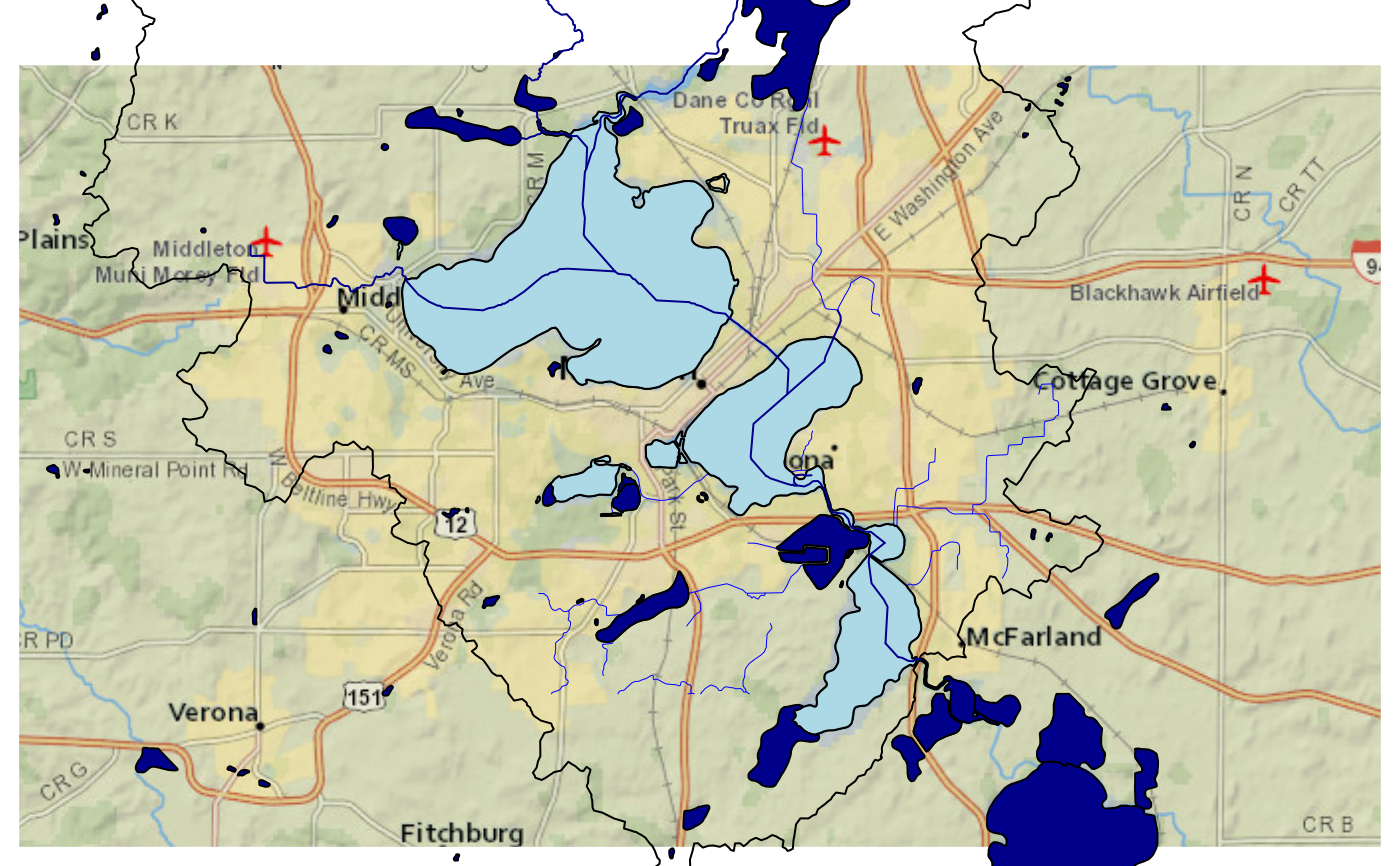 Dane Co Rgnl
Truax Fld
CR K
CR M
E Washington Ave
CR N
CR TT
Plains
Middleton
Muni Morey Fld
94
Blackhawk Airfield
Midd
University
CR MS
Ave
Cottage Grove
CR S
W Mineral Point Rd
W Beltline Hwy
ona
Park St
12
Verona Rd
CR PD
McFarland
151
Verona
CR G
Fitchburg
CR B